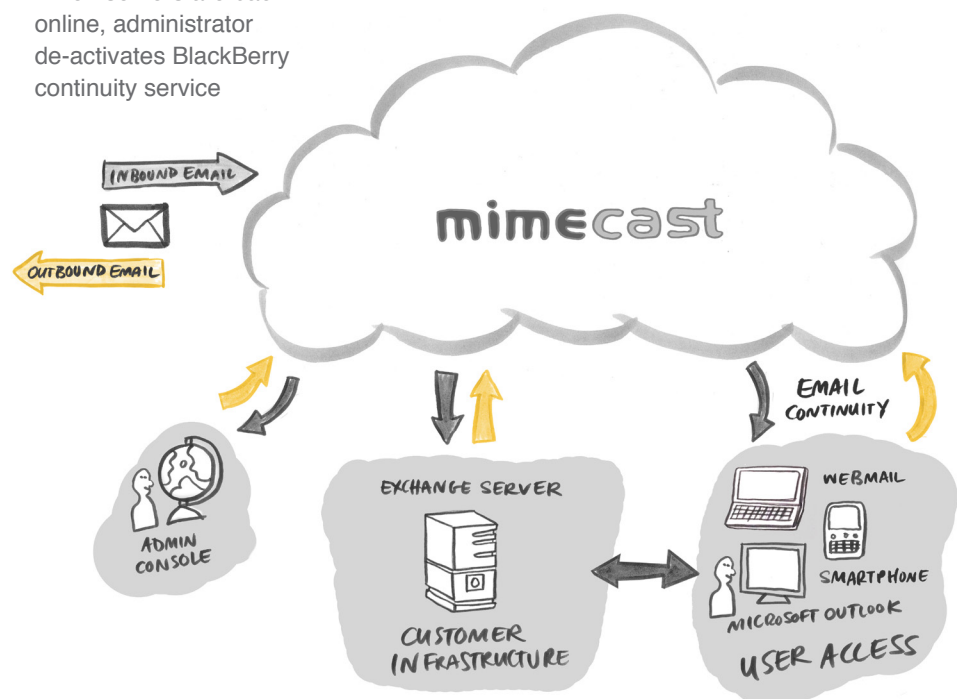 online, administrator
de-activates BlackBerry
continuity service
INBOUND EMAIL
mimecast
OUTBOUND EMAIL
EMAIL
CONTINUITY
ADMIN
CONSOLE
EXCHANGE SERVER
CUSTOMER
INFRASTRUCTURE
WEBMAIL
SMARTPHONE
MICROSOFT OUTLOOK
USER ACCESS